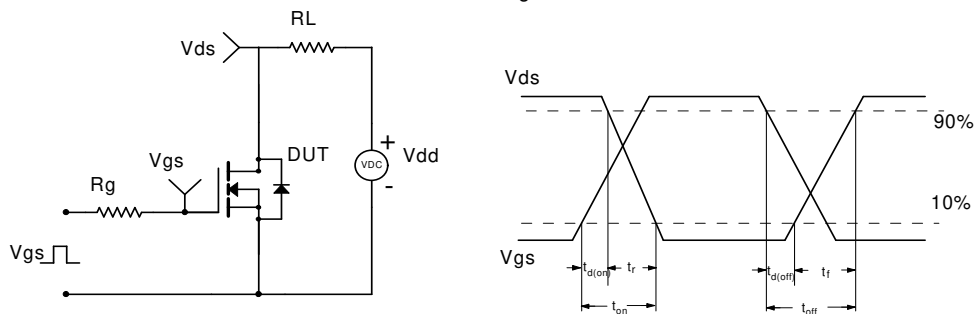 RL
Vds
Vgs
DUT
Rg
+
VDC
Vdd
-
Vgs
Vds
90%
10%
Vgs
td(on)
tr
td(off)
tf
ton
toff